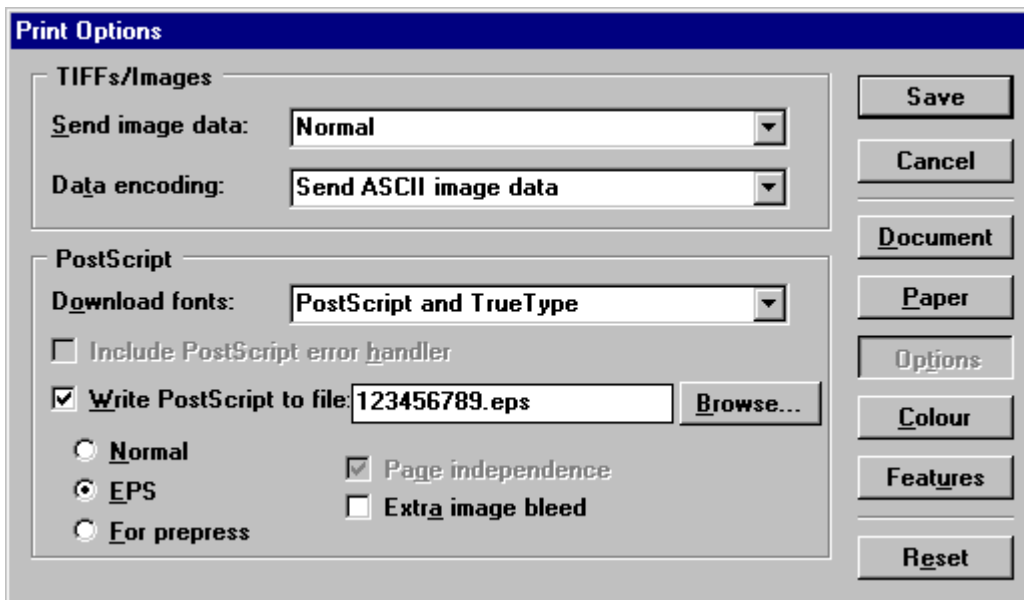 Print Options
TIFFs/Images
Send image data: Normal
Data encoding: Send ASCII image data
PostScript
Download fonts: PostScript and TrueType
Include PostScript error handler
Write PostScript to file: 123456789.eps Browse...
Normal
EPS
For prepress
Page independence
Extra image bleed
Save
Cancel
Document
Paper
Options
Colour
Features
Reset